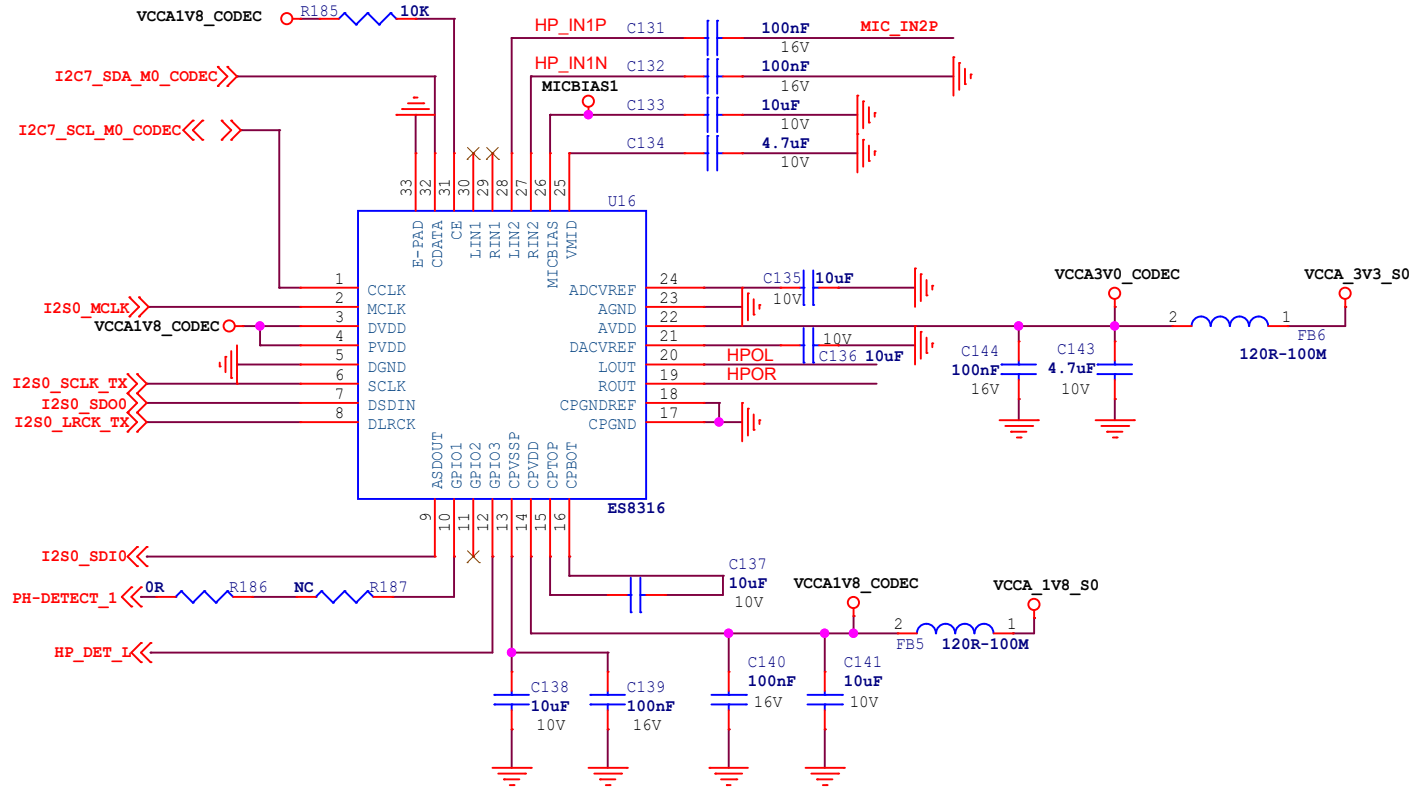 VCCA1V8_CODEC R185 10K
HP_IN1P C131 100nF MIC_IN2P
16V
I2C7_SDA_M0_CODEC
HP_IN1N C132 100nF
16V
MICBIAS1
C133 10uF
10V
I2C7_SCL_M0_CODEC
C134 4.7uF
10V
33 32 31 30 29 28 27 26 25
U16
E-PAD CDATA CE LIN1 RIN1 LIN2 RIN2 MICBIAS VMID
1 CCLK
2 MCLK
3 DVDD
4 PVDD
5 DGND
6 SCLK
7 DSDIN
8 DLRCK
I2S0_MCLK
VCCA1V8_CODEC
I2S0_SCLK_TX
I2S0_SDO0
I2S0_LRCK_TX
ADCVREF 24
AGND 23
AVDD 22
DACVREF 21
LOUT 20
ROUT 19
CPGNDREF 18
CPGND 17
C135 10uF
10V
10V
C136 10uF
HPOL
HPOR
VCCA3V0_CODEC
VCCA_3V3_S0
2 1
FB6
120R-100M
C144
100nF
16V
C143
4.7uF
10V
ASDOUT GPIO1 GPIO2 GPIO3 CPVSSP CPVDD CPTOP CPBOT
9 10 11 12 13 14 15 16
ES8316
I2S0_SDI0
PH-DETECT_1 0R R186 NC R187
HP_DET_L
C137
10uF
10V
VCCA1V8_CODEC
VCCA_1V8_S0
2 1
FB5 120R-100M
C138
10uF
10V
C139
100nF
16V
C140
100nF
16V
C141
10uF
10V